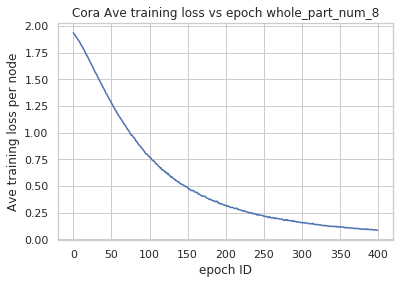 Cora Ave training loss vs epoch whole_part_num_8
Ave training loss per node
2.00
1.75
1.50
1.25
1.00
0.75
0.50
0.25
0.00
0 50 100 150 200 250 300 350 400
epoch ID